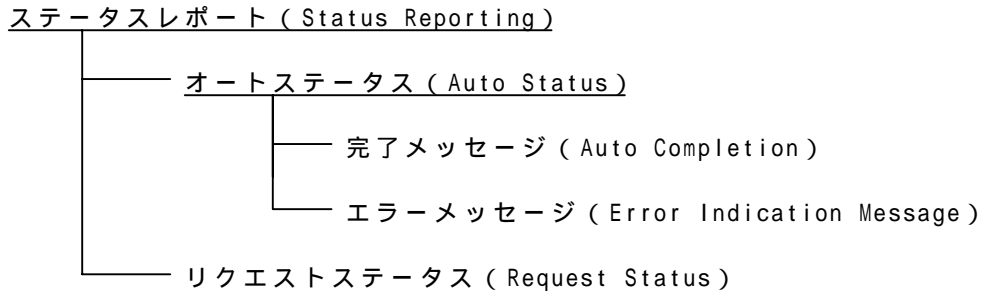 ステータスレポート（Status Reporting）
オートステータス（Auto Status）
完了メッセージ（Auto Completion）
エラーメッセージ（Error Indication Message）
リクエストステータス（Request Status）